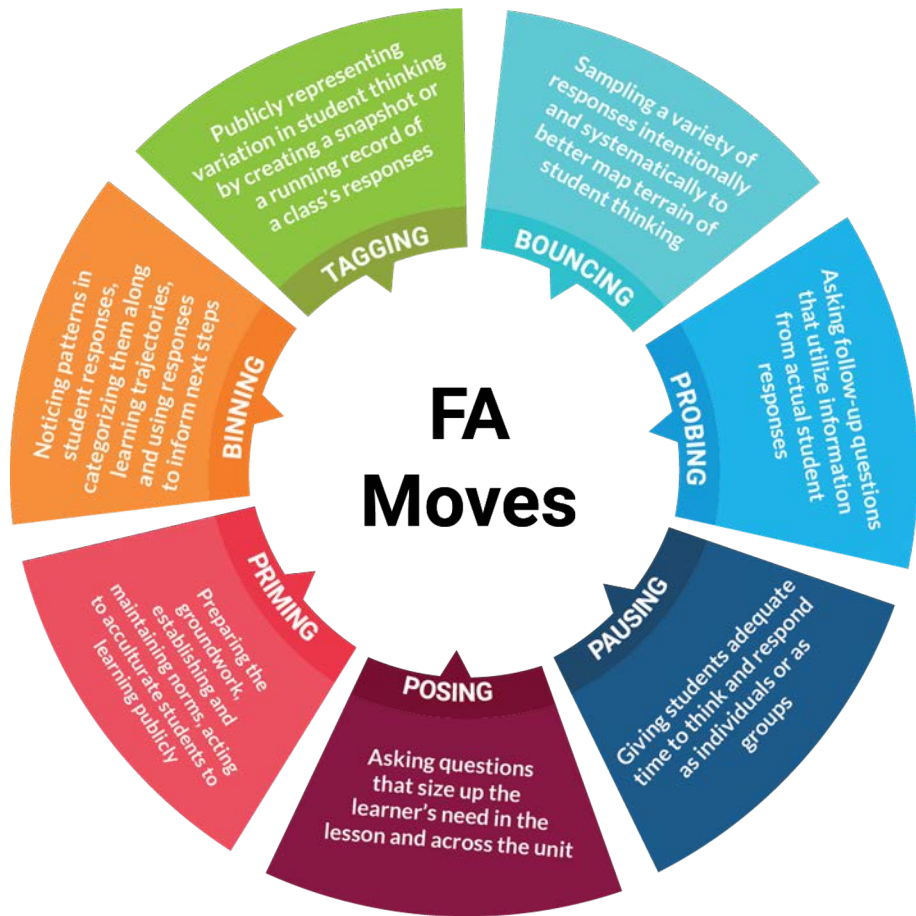 FA
Moves
TAGGING
Publicly representing
variation in student thinking
by creating a snapshot or
a running record of
a class's responses
BOUNCING
Sampling a variety of
responses intentionally
and systematically to
better map terrain of
student thinking
PROBING
Asking follow-up questions
that utilize information
from actual student
responses
PAUSING
Giving students adequate
time to think and respond
as individuals or as
groups
POSING
Asking questions
that size up the
learner's need in the
lesson and across the unit
PRIMING
Preparing the
groundwork,
establishing and
maintaining norms, acting
to acculturate students to
learning publicly
BINNING
Noticing patterns in
student responses,
categorizing them along
learning trajectories,
and using responses
to inform next steps